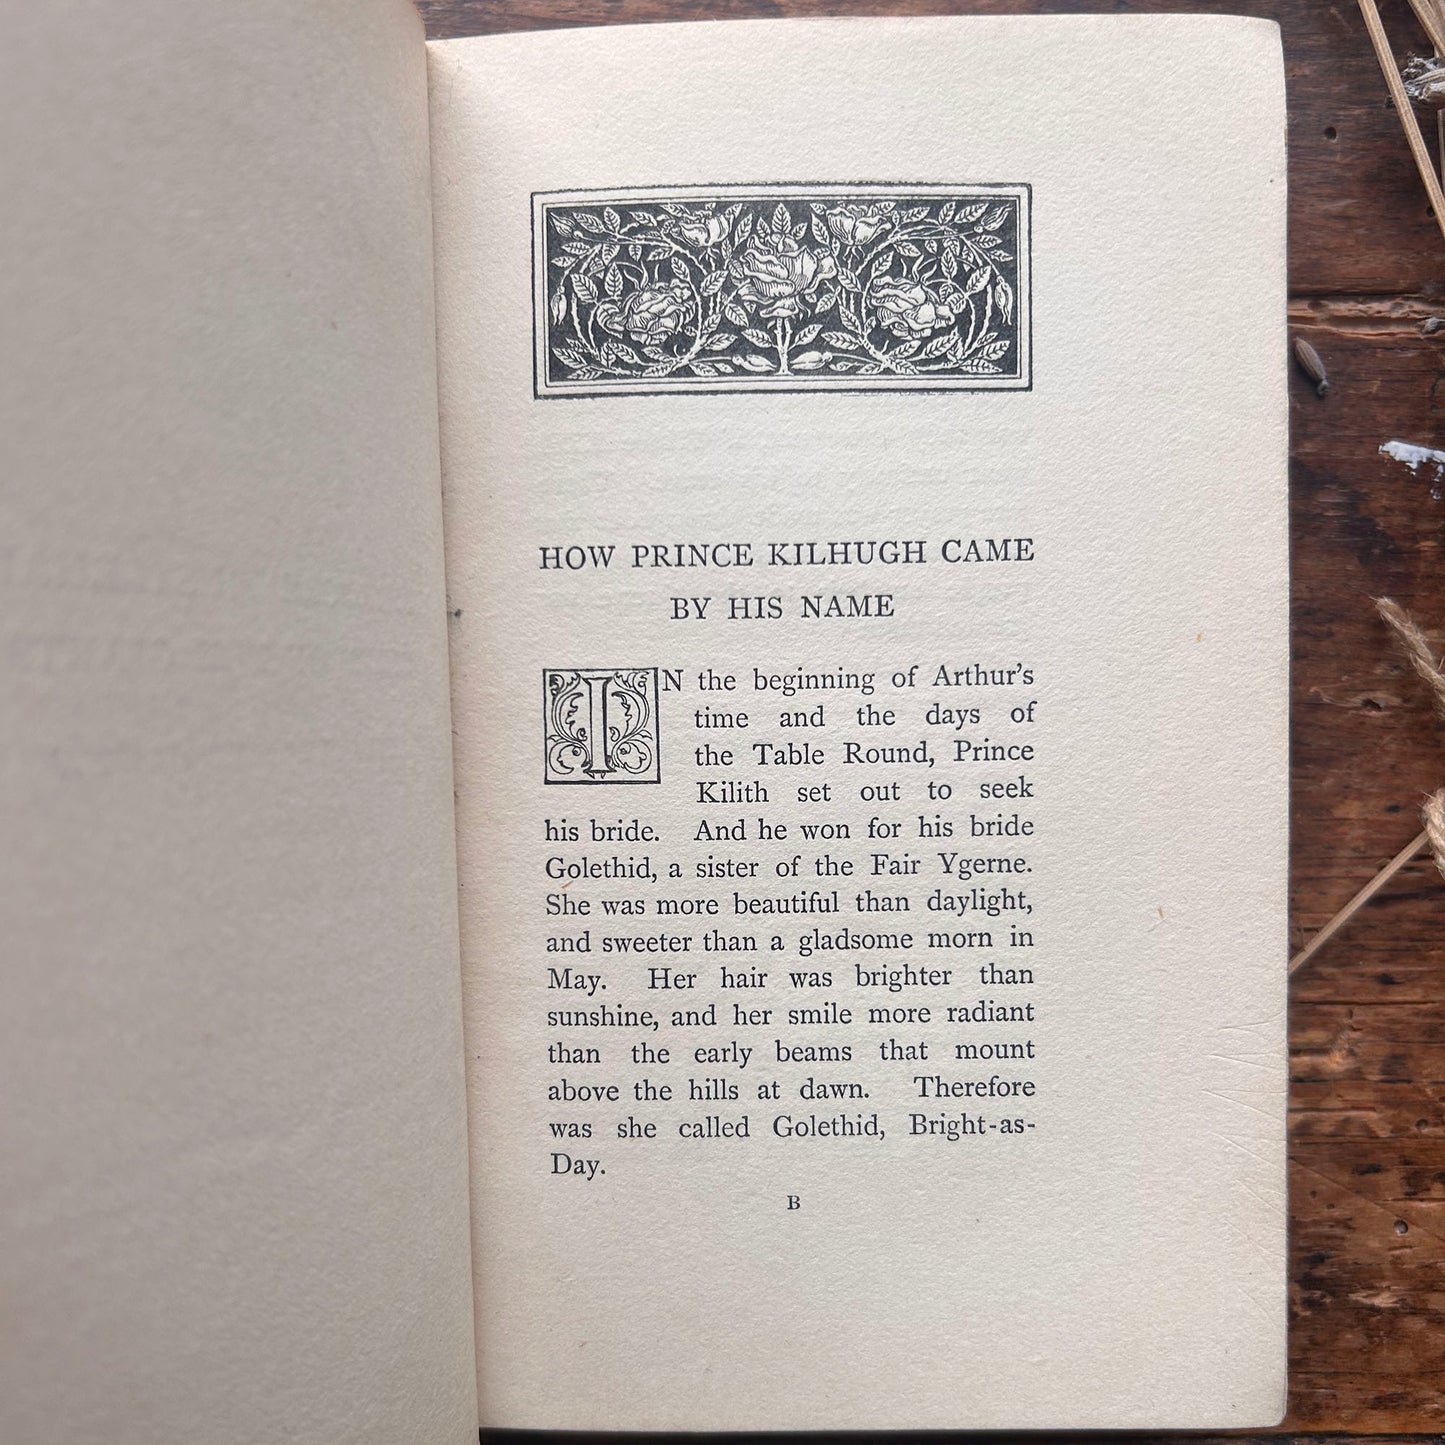 HOW PRINCE KILHUGH CAME
BY HIS NAME
IN the beginning of Arthur's
time and the days of
the Table Round, Prince
Kilith set out to seek
his bride. And he won for his bride
Golethid, a sister of the Fair Ygerne.
She was more beautiful than daylight,
and sweeter than a gladsome morn in
May. Her hair was brighter than
sunshine, and her smile more radiant
than the early beams that mount
above the hills at dawn. Therefore
was she called Golethid, Bright-as-
Day.
B